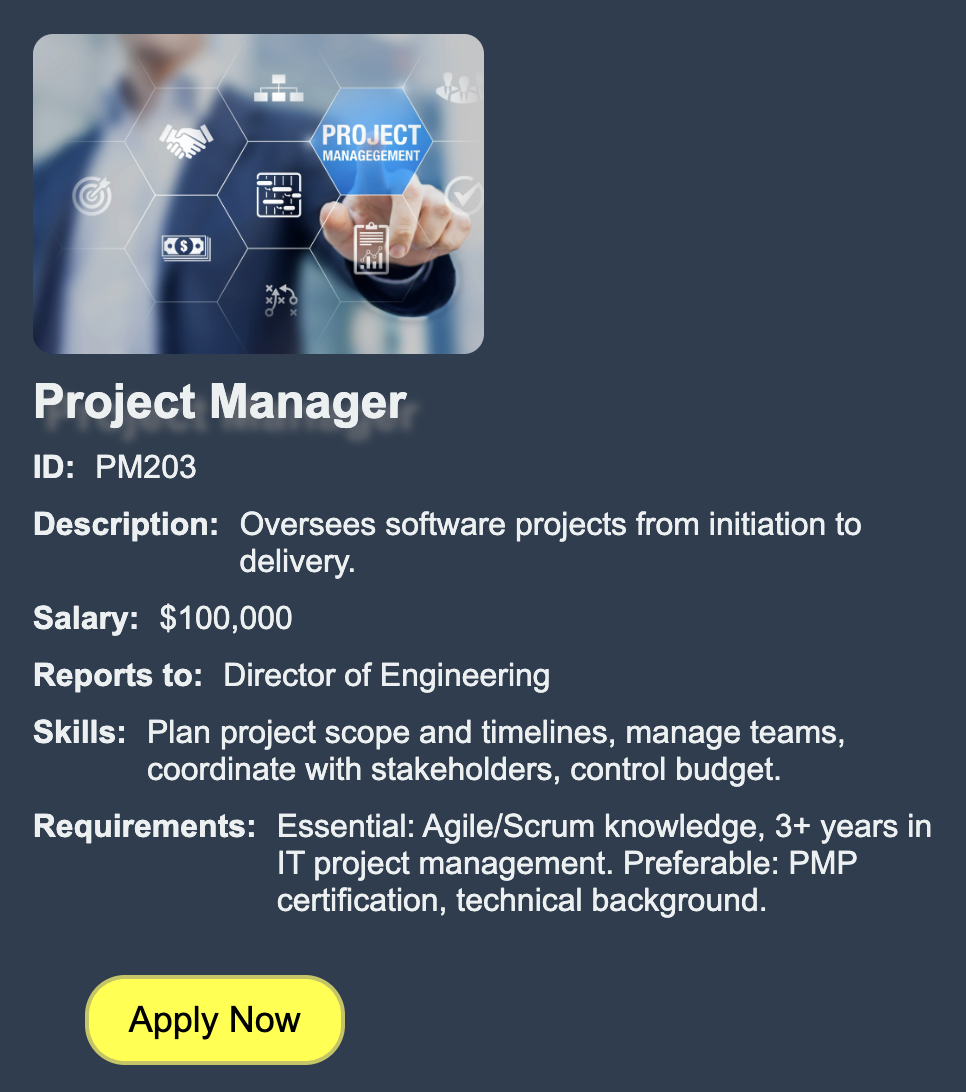 PROJECT
MANAGEGEMENT
$
Project Manager
ID: PM203
Description: Oversees software projects from initiation to
delivery.
Salary: $100,000
Reports to: Director of Engineering
Skills: Plan project scope and timelines, manage teams,
coordinate with stakeholders, control budget.
Requirements: Essential: Agile/Scrum knowledge, 3+ years in
IT project management. Preferable: PMP
certification, technical background.
Apply Now